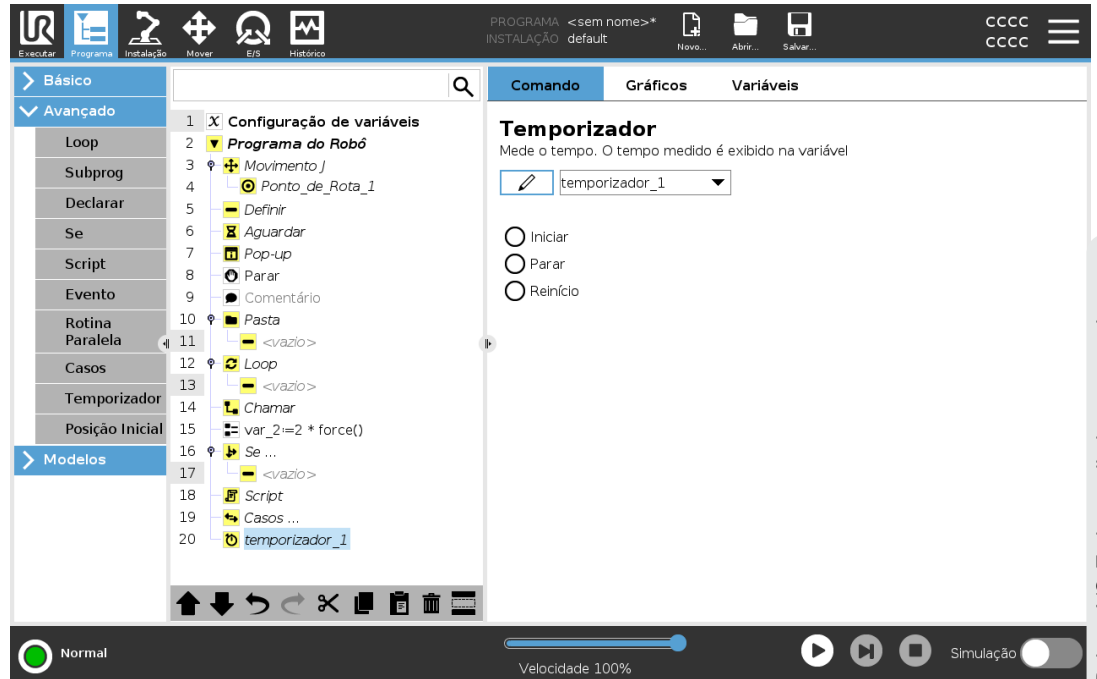 UR
PROGRAMA <sem nome>*
INSTALAÇÃO default
CCCC
CCCC
Executar
Programa
Instalação
Mover
E/S
Histórico
Novo...
Abrir...
Salvar...
Básico
Avançado
Loop
Subprog
Declarar
Se
Script
Evento
Rotina
Paralela
Casos
Temporizador
Posição Inicial
Modelos
1 X Configuração de variáveis
2 Programa do Robô
3 Movimento J
4 Ponto_de_Rota_1
5 Definir
6 Aguardar
7 Pop-up
8 Parar
9 Comentário
10 Pasta
11 <vazio>
12 Loop
13 <vazio>
14 Chamar
15 var_2≔2 * force()
16 Se ...
17 <vazio>
18 Script
19 Casos ...
20 temporizador_1
Comando
Gráficos
Variáveis
Temporizador
Mede o tempo. O tempo medido é exibido na variável
temporizador_1
Iniciar
Parar
Reinício
Normal
Velocidade 100%
Simulação